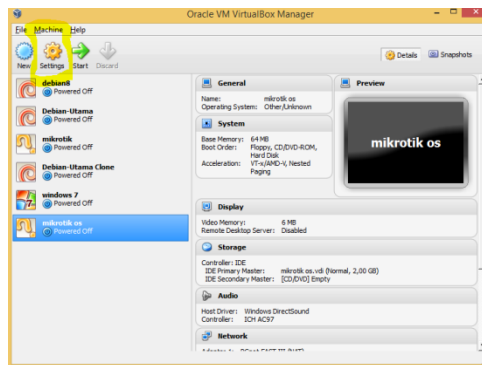 Oracle VM VirtualBox Manager
File Machine Help
New Settings Start Discard
Details Snapshots
debian8
Powered Off
Debian-Utama
Powered Off
mikrotik
Powered Off
Debian-Utama Clone
Powered Off
windows 7
Powered Off
mikrotik os
Powered Off
General
Name: mikrotik os
Operating System: Other/Unknown
System
Base Memory: 64 MB
Boot Order: Floppy, CD/DVD-ROM,
Hard Disk
Acceleration: VT-x/AMD-V, Nested
Paging
Preview
mikrotik os
Display
Video Memory: 6 MB
Remote Desktop Server: Disabled
Storage
Controller: IDE
IDE Primary Master: mikrotik os.vdi (Normal, 2,00 GB)
IDE Secondary Master: [CD/DVD] Empty
Audio
Host Driver: Windows DirectSound
Controller: ICH AC97
Network